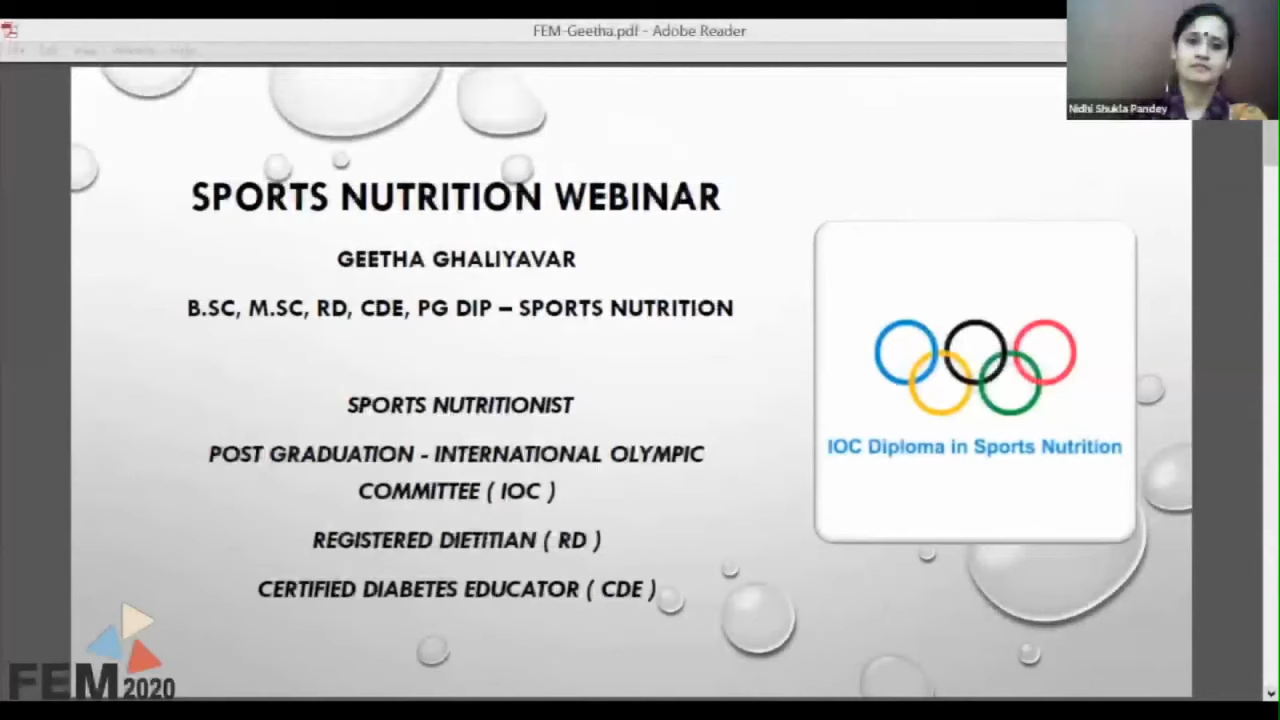 FEM-Geetha.pdf - Adobe Reader
Nidhi Shukla Pandey
SPORTS NUTRITION WEBINAR
GEETHA GHALIYAVAR
B.SC, M.SC, RD, CDE, PG DIP – SPORTS NUTRITION
SPORTS NUTRITIONIST
POST GRADUATION - INTERNATIONAL OLYMPIC
COMMITTEE ( IOC )
REGISTERED DIETITIAN ( RD )
CERTIFIED DIABETES EDUCATOR ( CDE )
IOC Diploma in Sports Nutrition
FEM2020